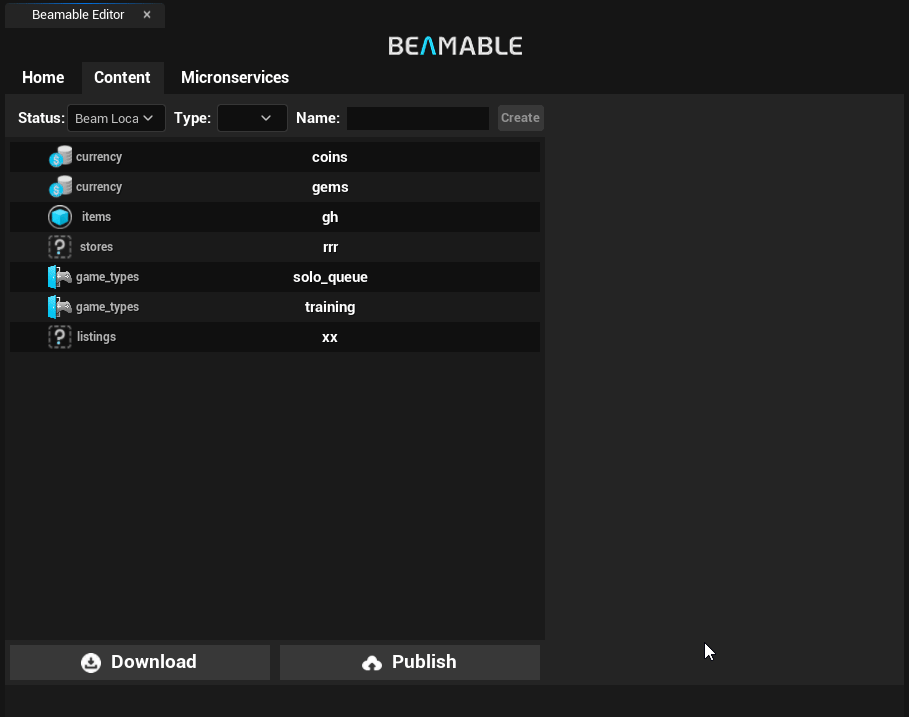 Beamable Editor
BEAMABLE
Home Content Micronservices
Status: Beam Loca Type: Name: Create
currency coins
currency gems
items gh
stores rrr
game_types solo_queue
game_types training
listings xx
Download Publish